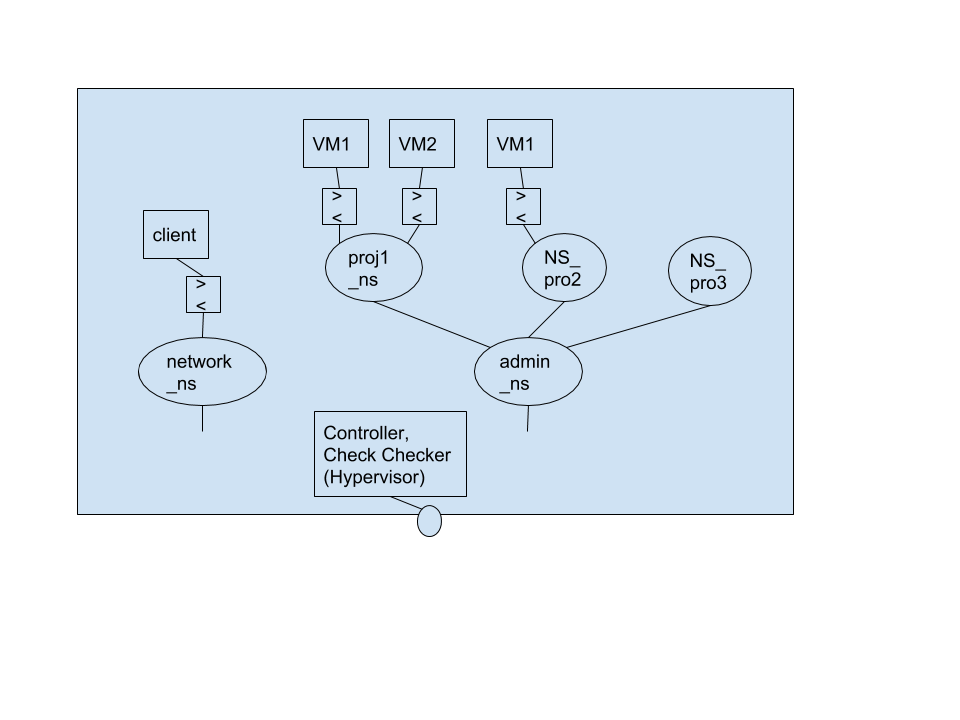 VM1
VM2
VM1
>
<
>
<
>
<
client
proj1
_ns
NS_
pro2
NS_
pro3
>
<
network
_ns
admin
_ns
Controller,
Check Checker
(Hypervisor)